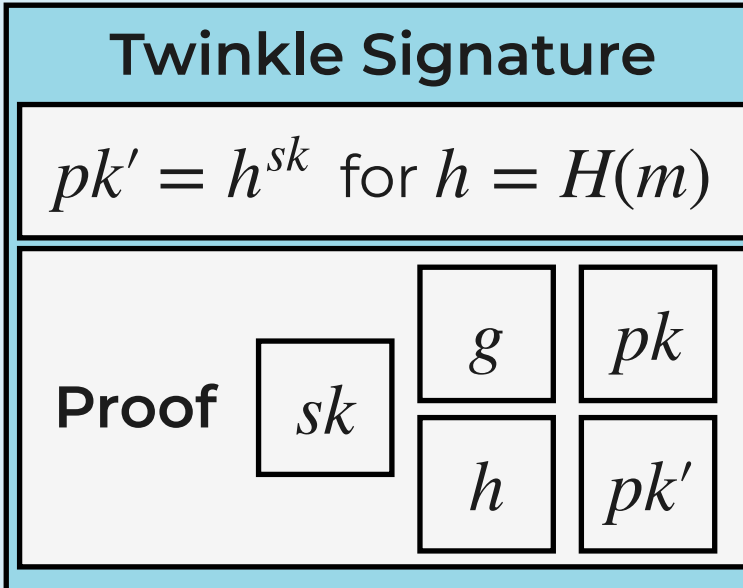 Twinkle Signature
pk′ = h^{sk} for h = H(m)
g pk
Proof sk
h pk′